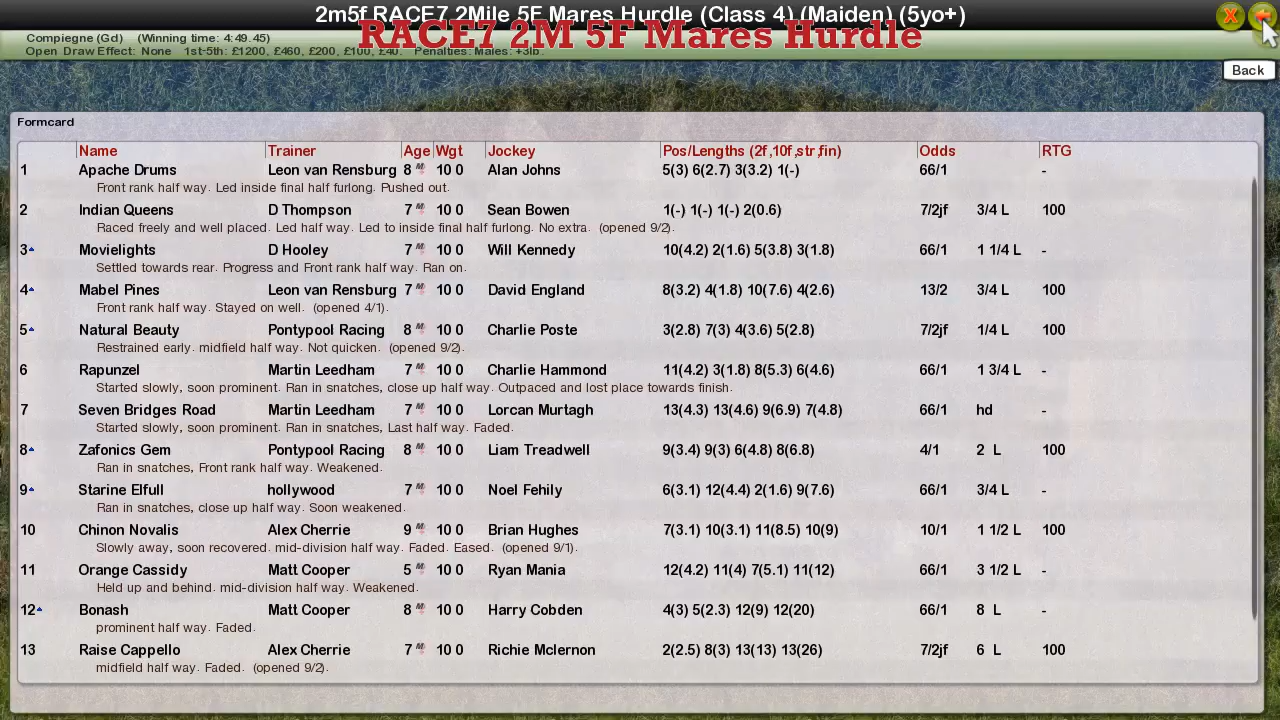 2m5f RACE7 2Mile 5F Mares Hurdle (Class 4) (Maiden) (5yo+)
RACE7 2M 5F Mares Hurdle
Compiegne (Gd) (Winning time: 4:49.45)
Open Draw Effect: None 1st-5th: £1200, £460, £200, £100, £40. Penalties: Males: +3lb
X
Back
Formcard
Name Trainer Age Wgt Jockey Pos/Lengths (2f,10f,str,fin) Odds RTG
1 Apache Drums Leon van Rensburg 8 M 10 0 Alan Johns 5(3) 6(2.7) 3(3.2) 1(-) 66/1 -
Front rank half way. Led inside final half furlong. Pushed out.
2 Indian Queens D Thompson 7 M 10 0 Sean Bowen 1(-) 1(-) 1(-) 2(0.6) 7/2jf 3/4 L 100
Raced freely and well placed. Led half way. Led to inside final half furlong. No extra. (opened 9/2).
3 Movielights D Hooley 7 M 10 0 Will Kennedy 10(4.2) 2(1.6) 5(3.8) 3(1.8) 66/1 1 1/4 L -
Settled towards rear. Progress and Front rank half way. Ran on.
4 Mabel Pines Leon van Rensburg 7 M 10 0 David England 8(3.2) 4(1.8) 10(7.6) 4(2.6) 13/2 3/4 L 100
Front rank half way. Stayed on well. (opened 4/1).
5 Natural Beauty Pontypool Racing 8 M 10 0 Charlie Poste 3(2.8) 7(3) 4(3.6) 5(2.8) 7/2jf 1/4 L 100
Restrained early. midfield half way. Not quicken. (opened 9/2).
6 Rapunzel Martin Leedham 7 M 10 0 Charlie Hammond 11(4.2) 3(1.8) 8(5.3) 6(4.6) 66/1 1 3/4 L -
Started slowly, soon prominent. Ran in snatches, close up half way. Outpaced and lost place towards finish.
7 Seven Bridges Road Martin Leedham 7 M 10 0 Lorcan Murtagh 13(4.3) 13(4.6) 9(6.9) 7(4.8) 66/1 hd -
Started slowly, soon prominent. Ran in snatches, Last half way. Faded.
8 Zafonics Gem Pontypool Racing 8 M 10 0 Liam Treadwell 9(3.4) 9(3) 6(4.8) 8(6.8) 4/1 2 L 100
Ran in snatches, Front rank half way. Weakened.
9 Starine Elfull hollywood 7 M 10 0 Noel Fehily 6(3.1) 12(4.4) 2(1.6) 9(7.6) 66/1 3/4 L -
Ran in snatches, close up half way. Soon weakened.
10 Chinon Novalis Alex Cherrie 9 M 10 0 Brian Hughes 7(3.1) 10(3.1) 11(8.5) 10(9) 10/1 1 1/2 L 100
Slowly away, soon recovered. mid-division half way. Faded. Eased. (opened 9/1).
11 Orange Cassidy Matt Cooper 5 M 10 0 Ryan Mania 12(4.2) 11(4) 7(5.1) 11(12) 66/1 3 1/2 L -
Held up and behind. mid-division half way. Weakened.
12 Bonash Matt Cooper 8 M 10 0 Harry Cobden 4(3) 5(2.3) 12(9) 12(20) 66/1 8 L -
prominent half way. Faded.
13 Raise Cappello Alex Cherrie 7 M 10 0 Richie Mclernon 2(2.5) 8(3) 13(13) 13(26) 7/2jf 6 L 100
midfield half way. Faded. (opened 9/2).